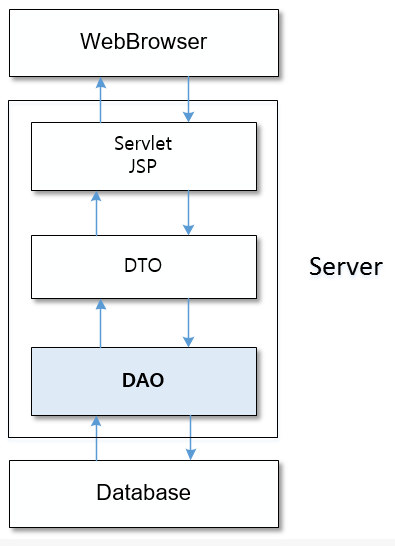 WebBrowser
Servlet
JSP
DTO
Server
DAO
Database